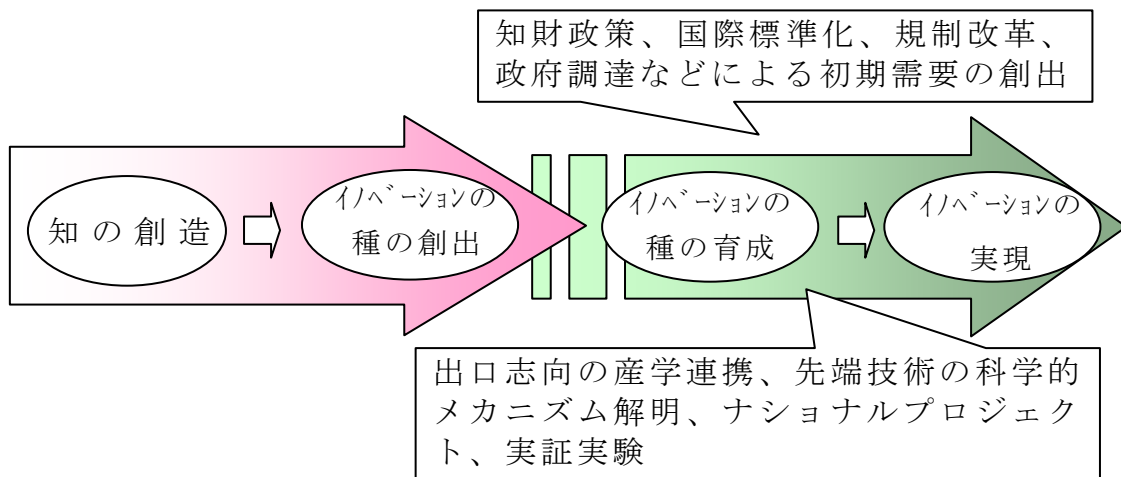 知財政策、国際標準化、規制改革、
政府調達などによる初期需要の創出
知の創造
ｲﾉﾍﾞｰｼｮﾝの
種の創出
ｲﾉﾍﾞｰｼｮﾝの
種の育成
ｲﾉﾍﾞｰｼｮﾝの
実現
出口志向の産学連携、先端技術の科学的
メカニズム解明、ナショナルプロジェク
ト、実証実験